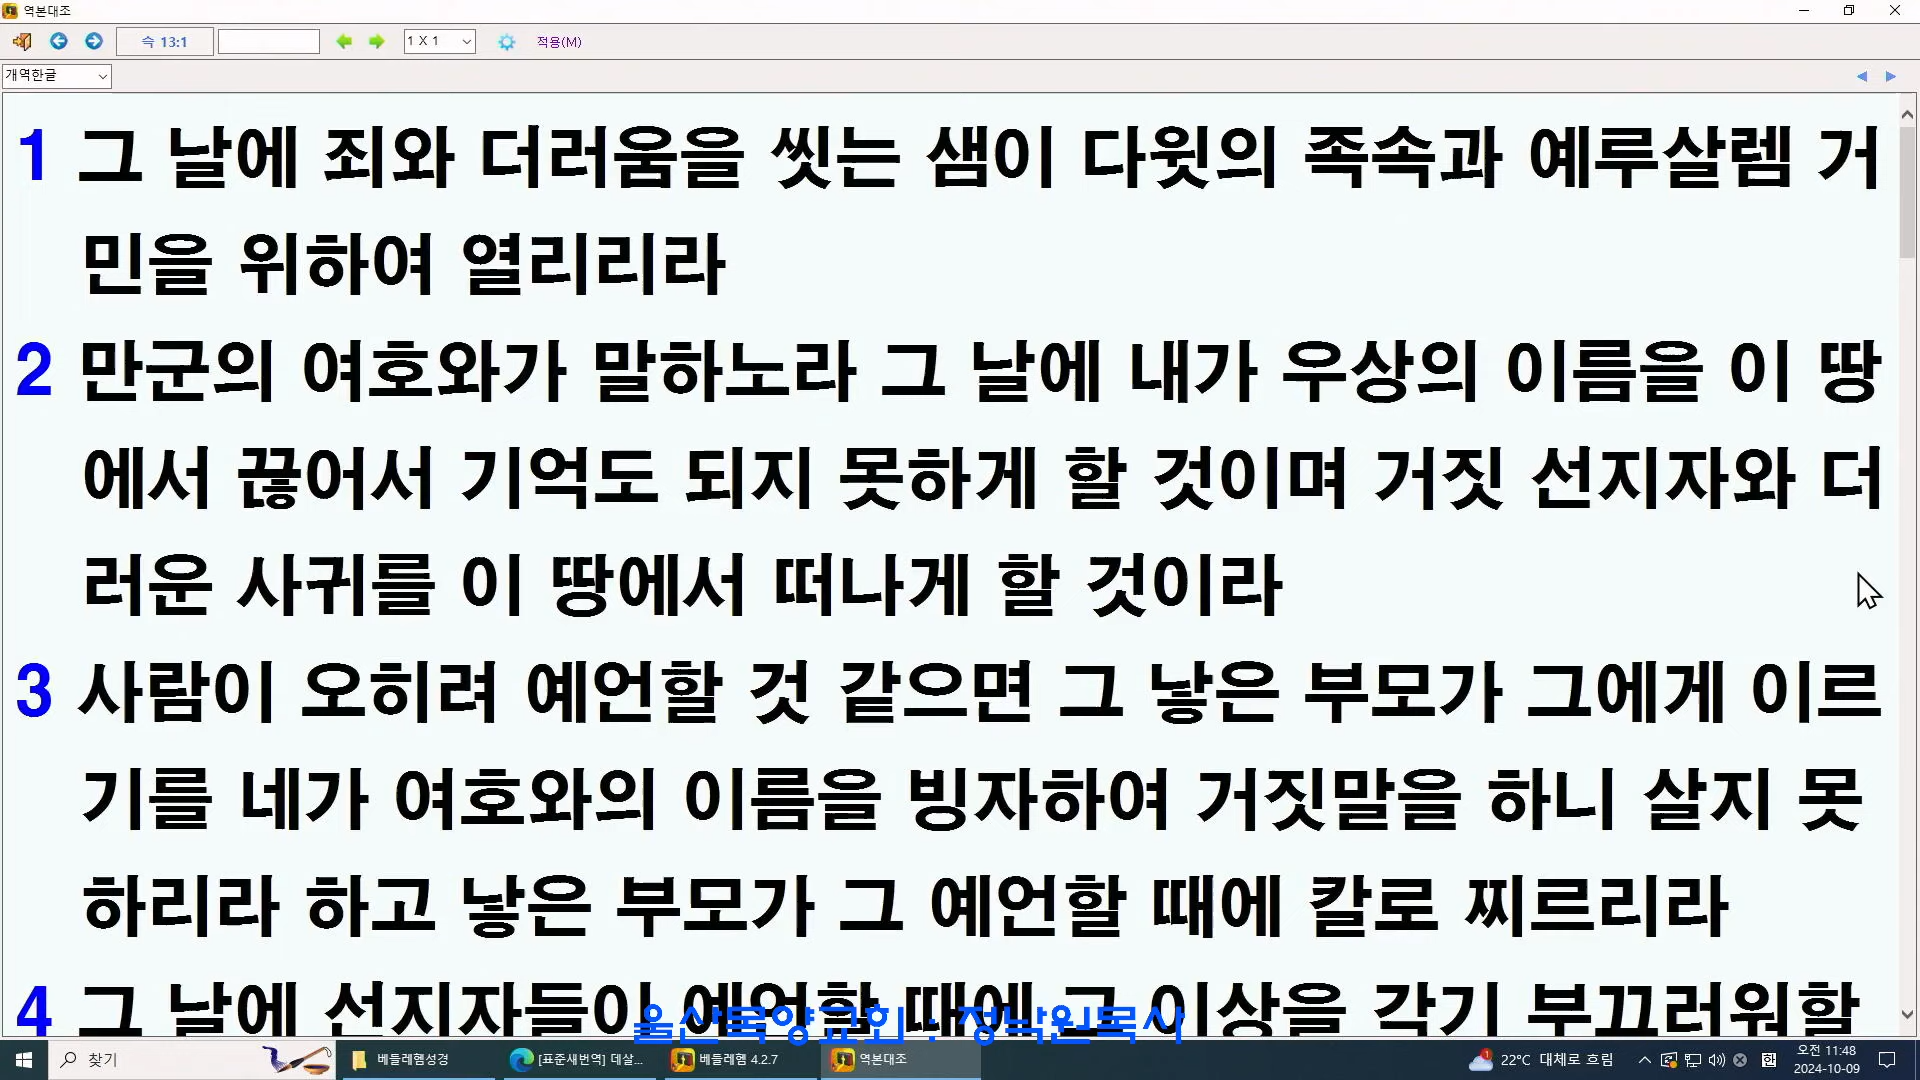 역본대조
속 13:1
1 X 1
적용(M)
개역한글
1 그 날에 죄와 더러움을 씻는 샘이 다윗의 족속과 예루살렘 거
민을 위하여 열리리라
2 만군의 여호와가 말하노라 그 날에 내가 우상의 이름을 이 땅
에서 끊어서 기억도 되지 못하게 할 것이며 거짓 선지자와 더
러운 사귀를 이 땅에서 떠나게 할 것이라
3 사람이 오히려 예언할 것 같으면 그 낳은 부모가 그에게 이르
기를 네가 여호와의 이름을 빙자하여 거짓말을 하니 살지 못
하리라 하고 낳은 부모가 그 예언할 때에 칼로 찌르리라
4 그 날에 선지자들이 예언할 때에 그 이상을 각기 부끄러워할
울산목양교회 : 정낙원목사
찾기
베들레헴성경
[표준새번역] 데살...
베들레헴 4.2.7
역본대조
1
22°C 대체로 흐림
한
오전 11:48
2024-10-09